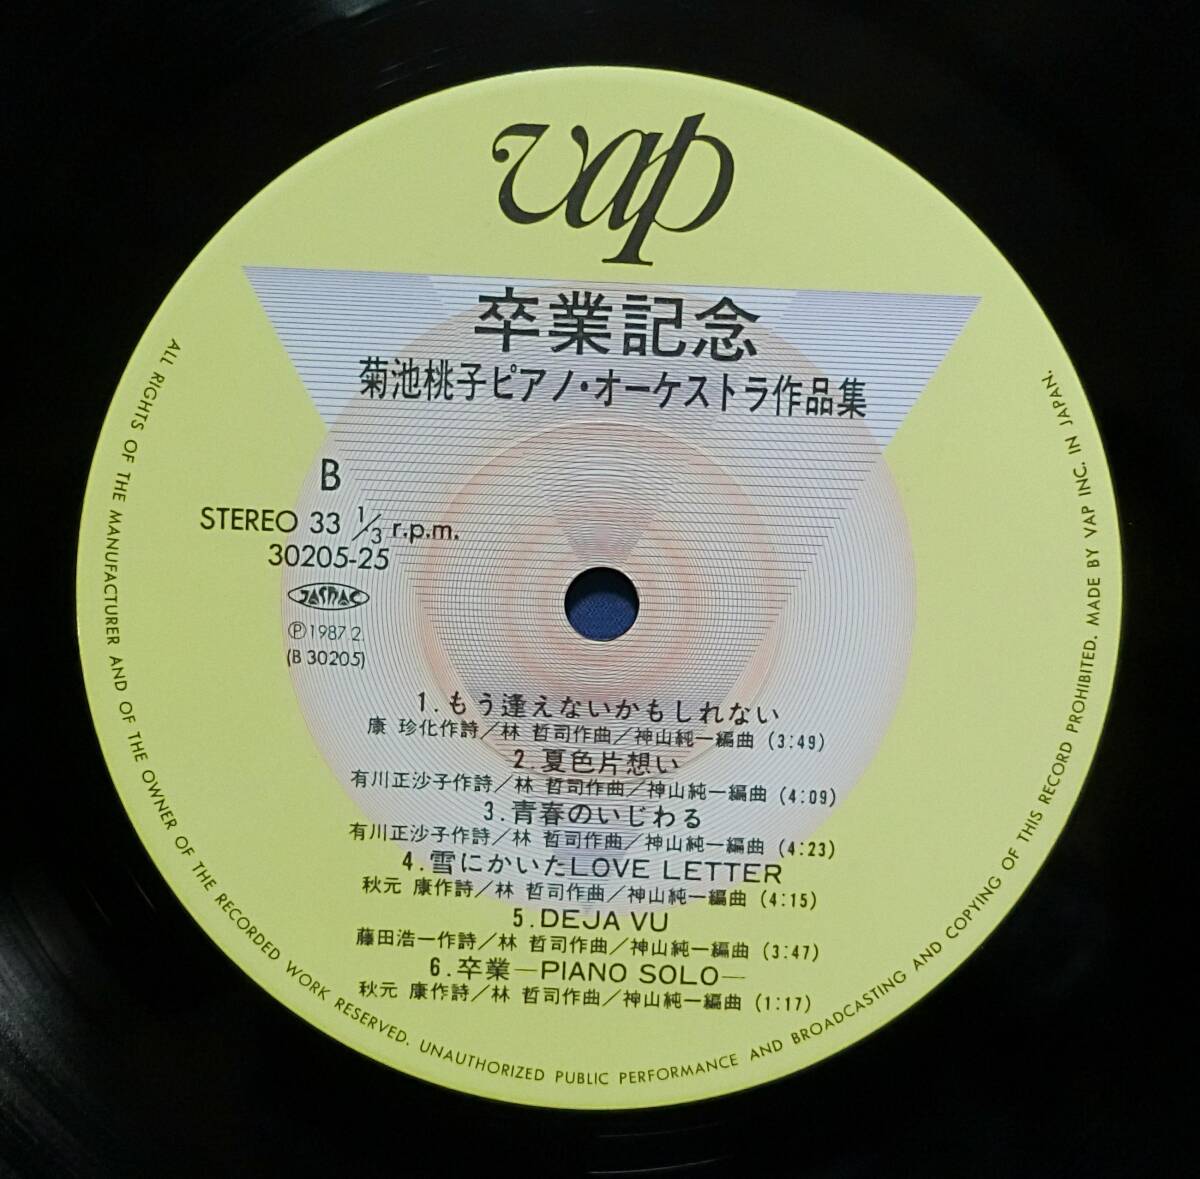 vap
卒業記念
菊池桃子ピアノ・オーケストラ作品集
B
STEREO 33 1/3 r.p.m.
30205-25
JASRAC
Ⓟ1987.2.
(B 30205)
1.もう逢えないかもしれない
康 珍化作詩/林 哲司作曲/神山純一編曲 (3:49)
2.夏色片想い
有川正沙子作詩/林 哲司作曲/神山純一編曲 (4:09)
3.青春のいじわる
有川正沙子作詩/林 哲司作曲/神山純一編曲 (4:23)
4.雪にかいたLOVE LETTER
秋元 康作詩/林 哲司作曲/神山純一編曲 (4:15)
5.DEJA VU
藤田浩一作詩/林 哲司作曲/神山純一編曲 (3:47)
6.卒業—PIANO SOLO—
秋元 康作詩/林 哲司作曲/神山純一編曲 (1:17)
ALL RIGHTS OF THE MANUFACTURER AND OF THE OWNER OF THE RECORDED WORK RESERVED. UNAUTHORIZED PUBLIC PERFORMANCE AND BROADCASTING AND COPYING OF THIS RECORD PROHIBITED. MADE BY VAP INC. IN JAPAN.